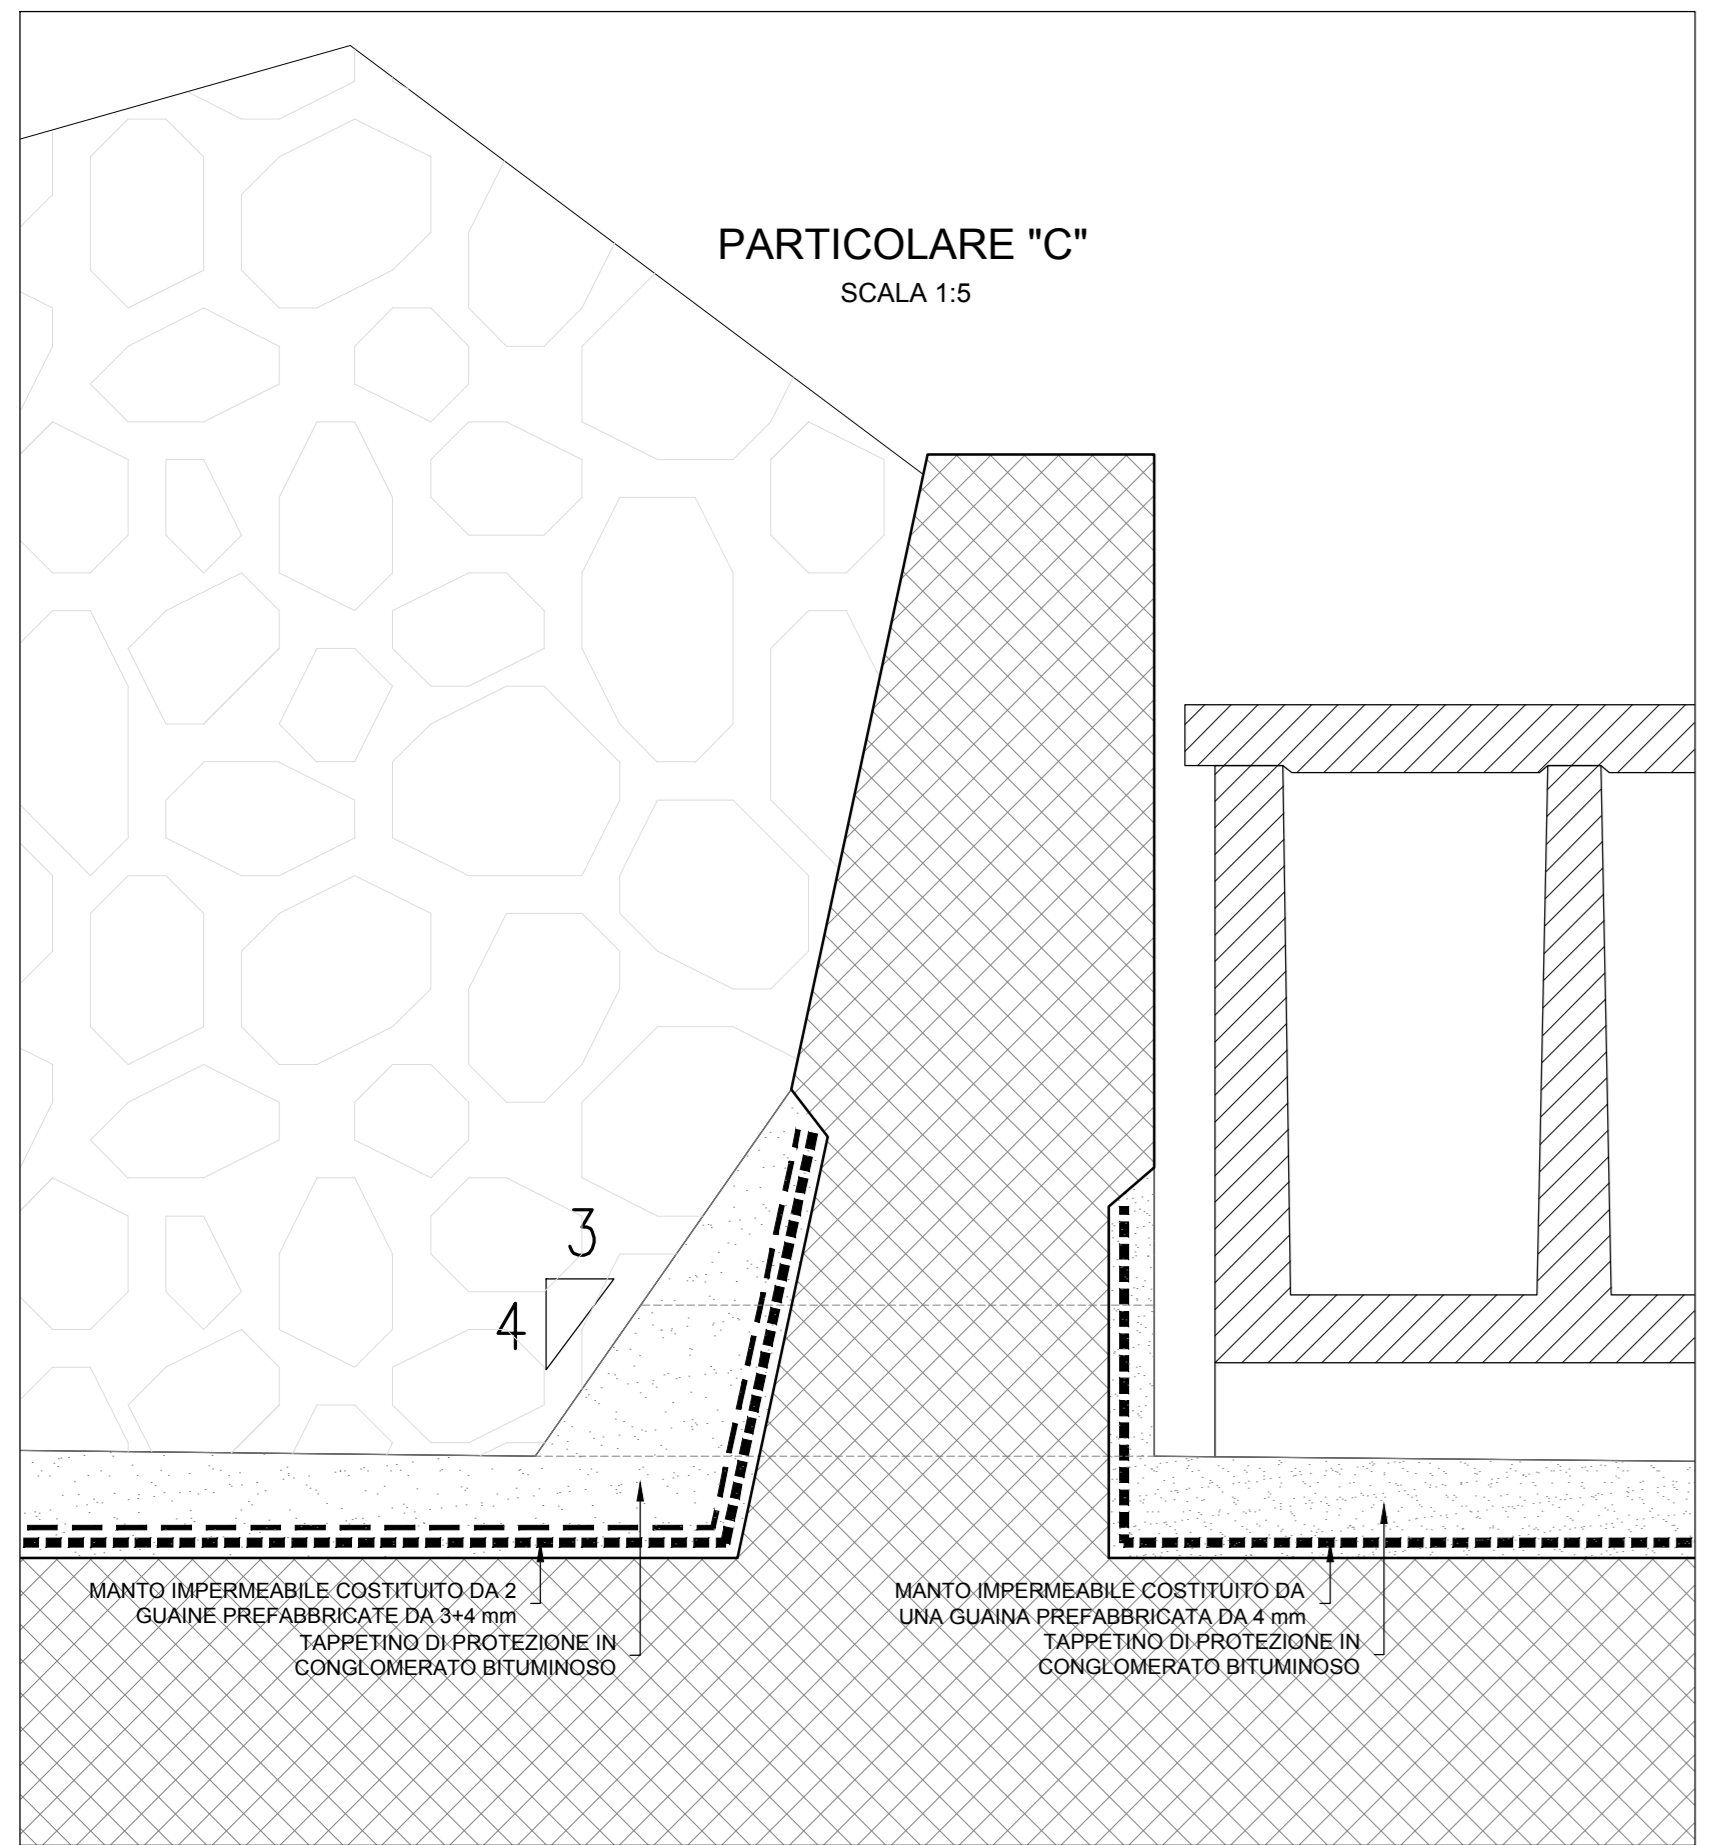 PARTICOLARE "C"
SCALA 1:5
3
4
MANTO IMPERMEABILE COSTITUITO DA 2
GUAINE PREFABBRICATE DA 3+4 mm
TAPPETINO DI PROTEZIONE IN
CONGLOMERATO BITUMINOSO
MANTO IMPERMEABILE COSTITUITO DA
UNA GUAINA PREFABBRICATA DA 4 mm
TAPPETINO DI PROTEZIONE IN
CONGLOMERATO BITUMINOSO